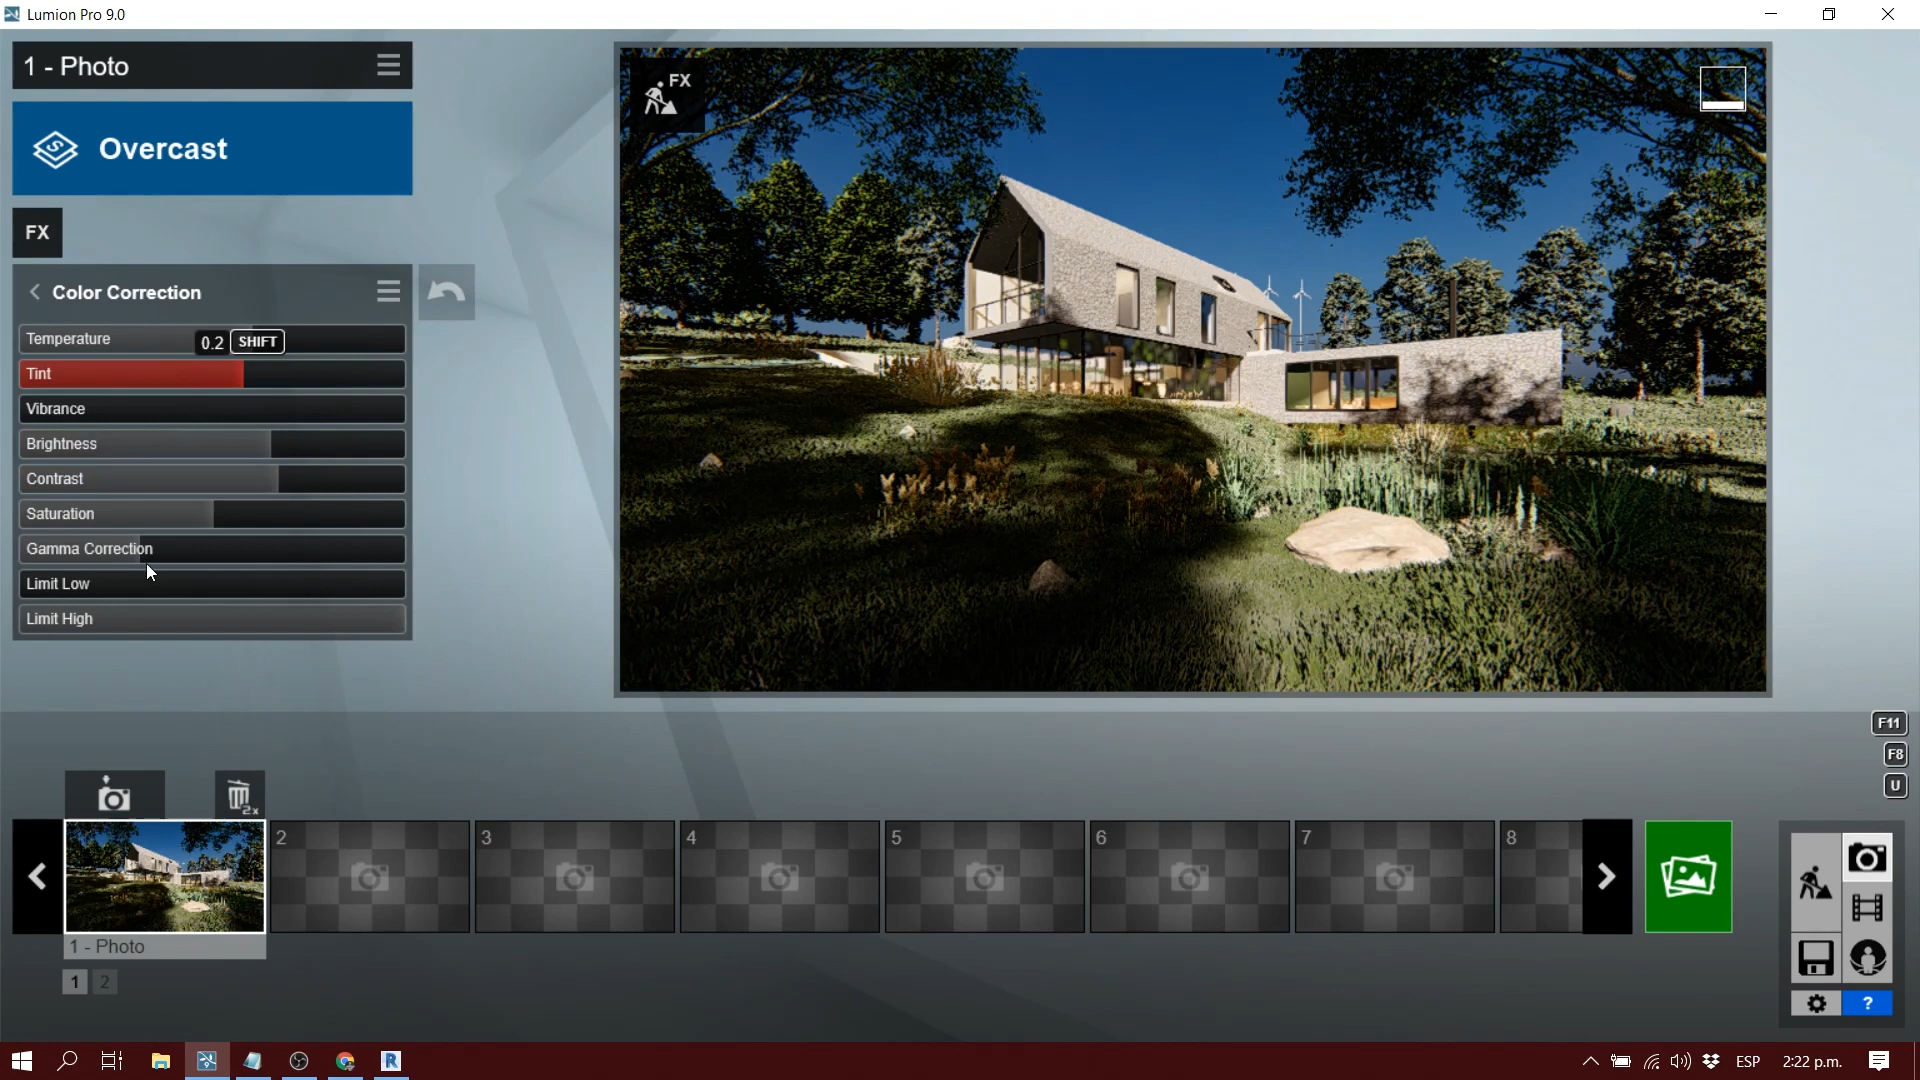 Lumion Pro 9.0
1 - Photo
FX
Overcast
FX
Color Correction
Temperature
0.2 SHIFT
Tint
Vibrance
Brightness
Contrast
Saturation
Gamma Correction
Limit Low
Limit High
F11
F8
U
2x
2
3
4
5
6
7
8
1 - Photo
1 2
?
R
ESP
2:22 p.m.